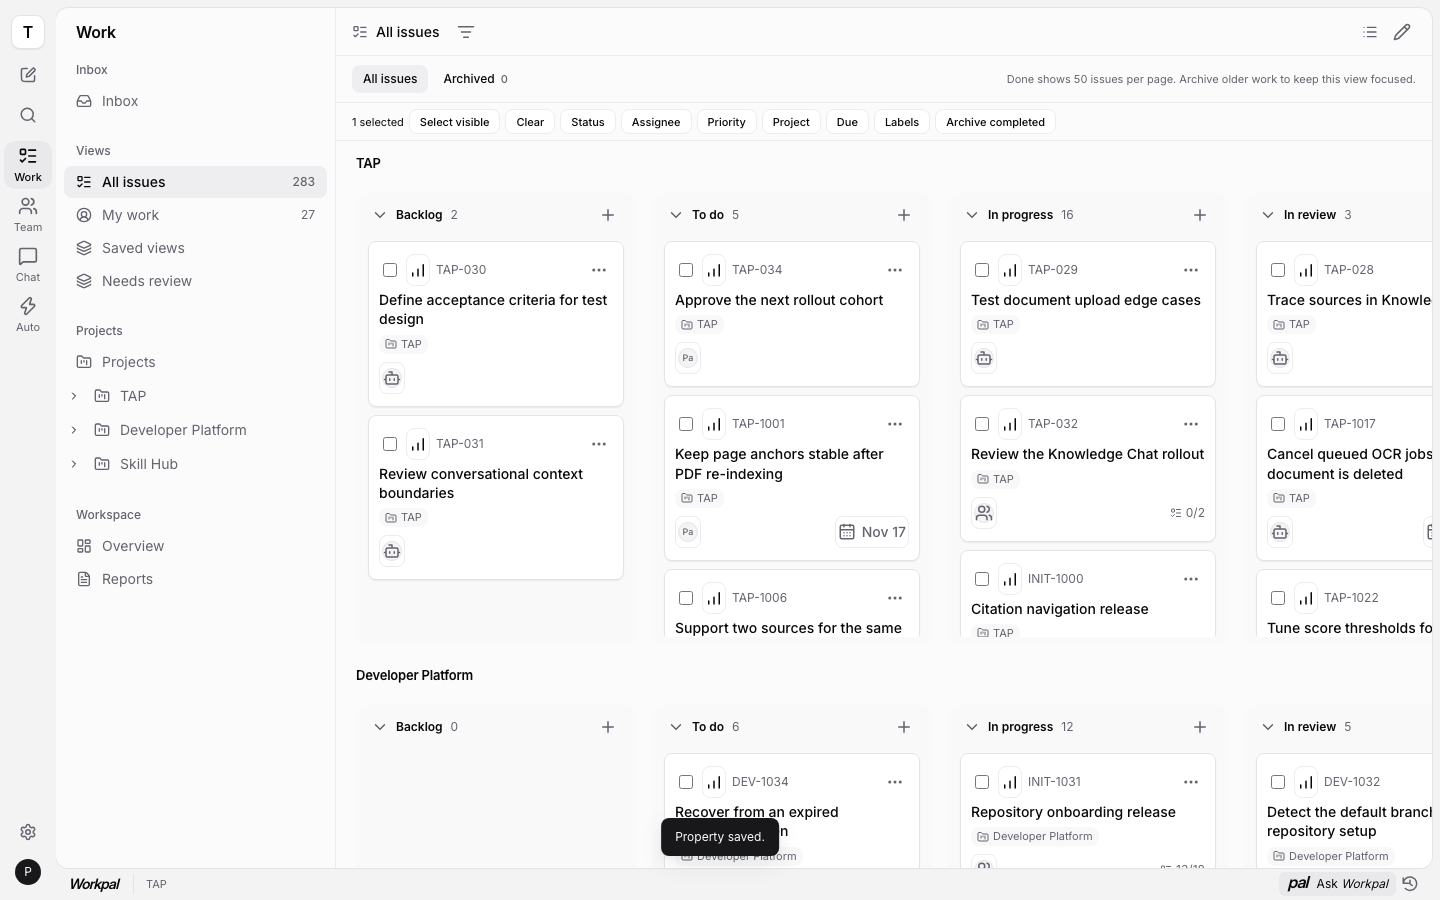 T
Work
Team
Chat
Auto
P
Work
Inbox
Inbox
Views
All issues 283
My work 27
Saved views
Needs review
Projects
Projects
TAP
Developer Platform
Skill Hub
Workspace
Overview
Reports
All issues
All issues Archived 0
Done shows 50 issues per page. Archive older work to keep this view focused.
1 selected Select visible Clear Status Assignee Priority Project Due Labels Archive completed
TAP
Backlog 2
TAP-030
Define acceptance criteria for test
design
TAP
TAP-031
Review conversational context
boundaries
TAP
To do 5
TAP-034
Approve the next rollout cohort
TAP
Pa
TAP-1001
Keep page anchors stable after
PDF re-indexing
TAP
Pa Nov 17
TAP-1006
Support two sources for the same
In progress 16
TAP-029
Test document upload edge cases
TAP
TAP-032
Review the Knowledge Chat rollout
TAP
0/2
INIT-1000
Citation navigation release
TAP
In review 3
TAP-028
Trace sources in
TAP
TAP-1017
Cancel queued OCR jobs
document is deleted
TAP
TAP-1022
Tune score thresholds
Developer Platform
Backlog 0
To do 6
DEV-1034
Recover from an expired
Developer Platform
In progress 12
INIT-1031
Repository onboarding release
Developer Platform
In review 5
DEV-1032
Detect the default
repository setup
Developer Platform
Property saved.
Workpal TAP
pal Ask Workpal